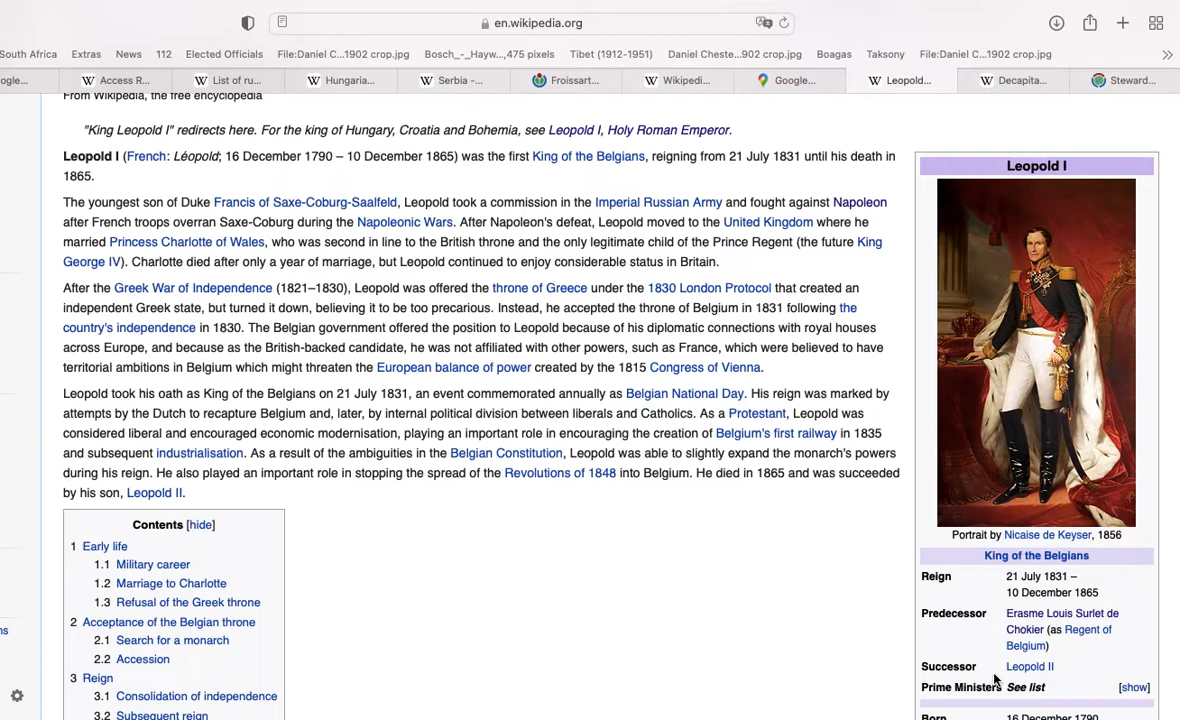 en.wikipedia.org
South Africa Extras News 112 Elected Officials File:Daniel C...1902 crop.jpg Bosch_-_Hayw...,475 pixels Tibet (1912-1951) Daniel Cheste...902 crop.jpg Boagas Taksony File:Daniel C...1902 crop.jpg
ogle... Access R... List of ru... Hungaria... Serbia -... Froissart... Wikipedi... Google... Leopold... Decapita... Steward...
From Wikipedia, the free encyclopedia
"King Leopold I" redirects here. For the king of Hungary, Croatia and Bohemia, see Leopold I, Holy Roman Emperor.
Leopold I (French: Léopold; 16 December 1790 – 10 December 1865) was the first King of the Belgians, reigning from 21 July 1831 until his death in
1865.
The youngest son of Duke Francis of Saxe-Coburg-Saalfeld, Leopold took a commission in the Imperial Russian Army and fought against Napoleon
after French troops overran Saxe-Coburg during the Napoleonic Wars. After Napoleon's defeat, Leopold moved to the United Kingdom where he
married Princess Charlotte of Wales, who was second in line to the British throne and the only legitimate child of the Prince Regent (the future King
George IV). Charlotte died after only a year of marriage, but Leopold continued to enjoy considerable status in Britain.
After the Greek War of Independence (1821–1830), Leopold was offered the throne of Greece under the 1830 London Protocol that created an
independent Greek state, but turned it down, believing it to be too precarious. Instead, he accepted the throne of Belgium in 1831 following the
country's independence in 1830. The Belgian government offered the position to Leopold because of his diplomatic connections with royal houses
across Europe, and because as the British-backed candidate, he was not affiliated with other powers, such as France, which were believed to have
territorial ambitions in Belgium which might threaten the European balance of power created by the 1815 Congress of Vienna.
Leopold took his oath as King of the Belgians on 21 July 1831, an event commemorated annually as Belgian National Day. His reign was marked by
attempts by the Dutch to recapture Belgium and, later, by internal political division between liberals and Catholics. As a Protestant, Leopold was
considered liberal and encouraged economic modernisation, playing an important role in encouraging the creation of Belgium's first railway in 1835
and subsequent industrialisation. As a result of the ambiguities in the Belgian Constitution, Leopold was able to slightly expand the monarch's powers
during his reign. He also played an important role in stopping the spread of the Revolutions of 1848 into Belgium. He died in 1865 and was succeeded
by his son, Leopold II.
Contents [hide]
1 Early life
1.1 Military career
1.2 Marriage to Charlotte
1.3 Refusal of the Greek throne
2 Acceptance of the Belgian throne
2.1 Search for a monarch
2.2 Accession
3 Reign
3.1 Consolidation of independence
3.2 Subsequent reign
ns
Leopold I
Portrait by Nicaise de Keyser, 1856
King of the Belgians
Reign 21 July 1831 –
10 December 1865
Predecessor Erasme Louis Surlet de
Chokier (as Regent of
Belgium)
Successor Leopold II
Prime Ministers See list [show]
Born 16 December 1790